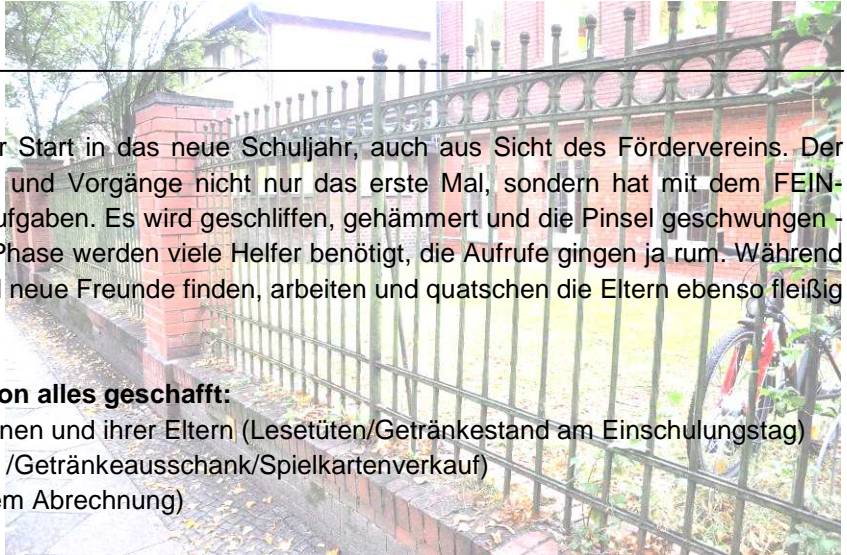 r Start in das neue Schuljahr, auch aus Sicht des Fördervereins. Der
und Vorgänge nicht nur das erste Mal, sondern hat mit dem FEIN-
ufgaben. Es wird geschliffen, gehämmert und die Pinsel geschwungen -
Phase werden viele Helfer benötigt, die Aufrufe gingen ja rum. Während
neue Freunde finden, arbeiten und quatschen die Eltern ebenso fleißig
on alles geschafft:
nen und ihrer Eltern (Lesetüten/Getränkestand am Einschulungstag)
/Getränkeausschank/Spielkartenverkauf)
em Abrechnung)